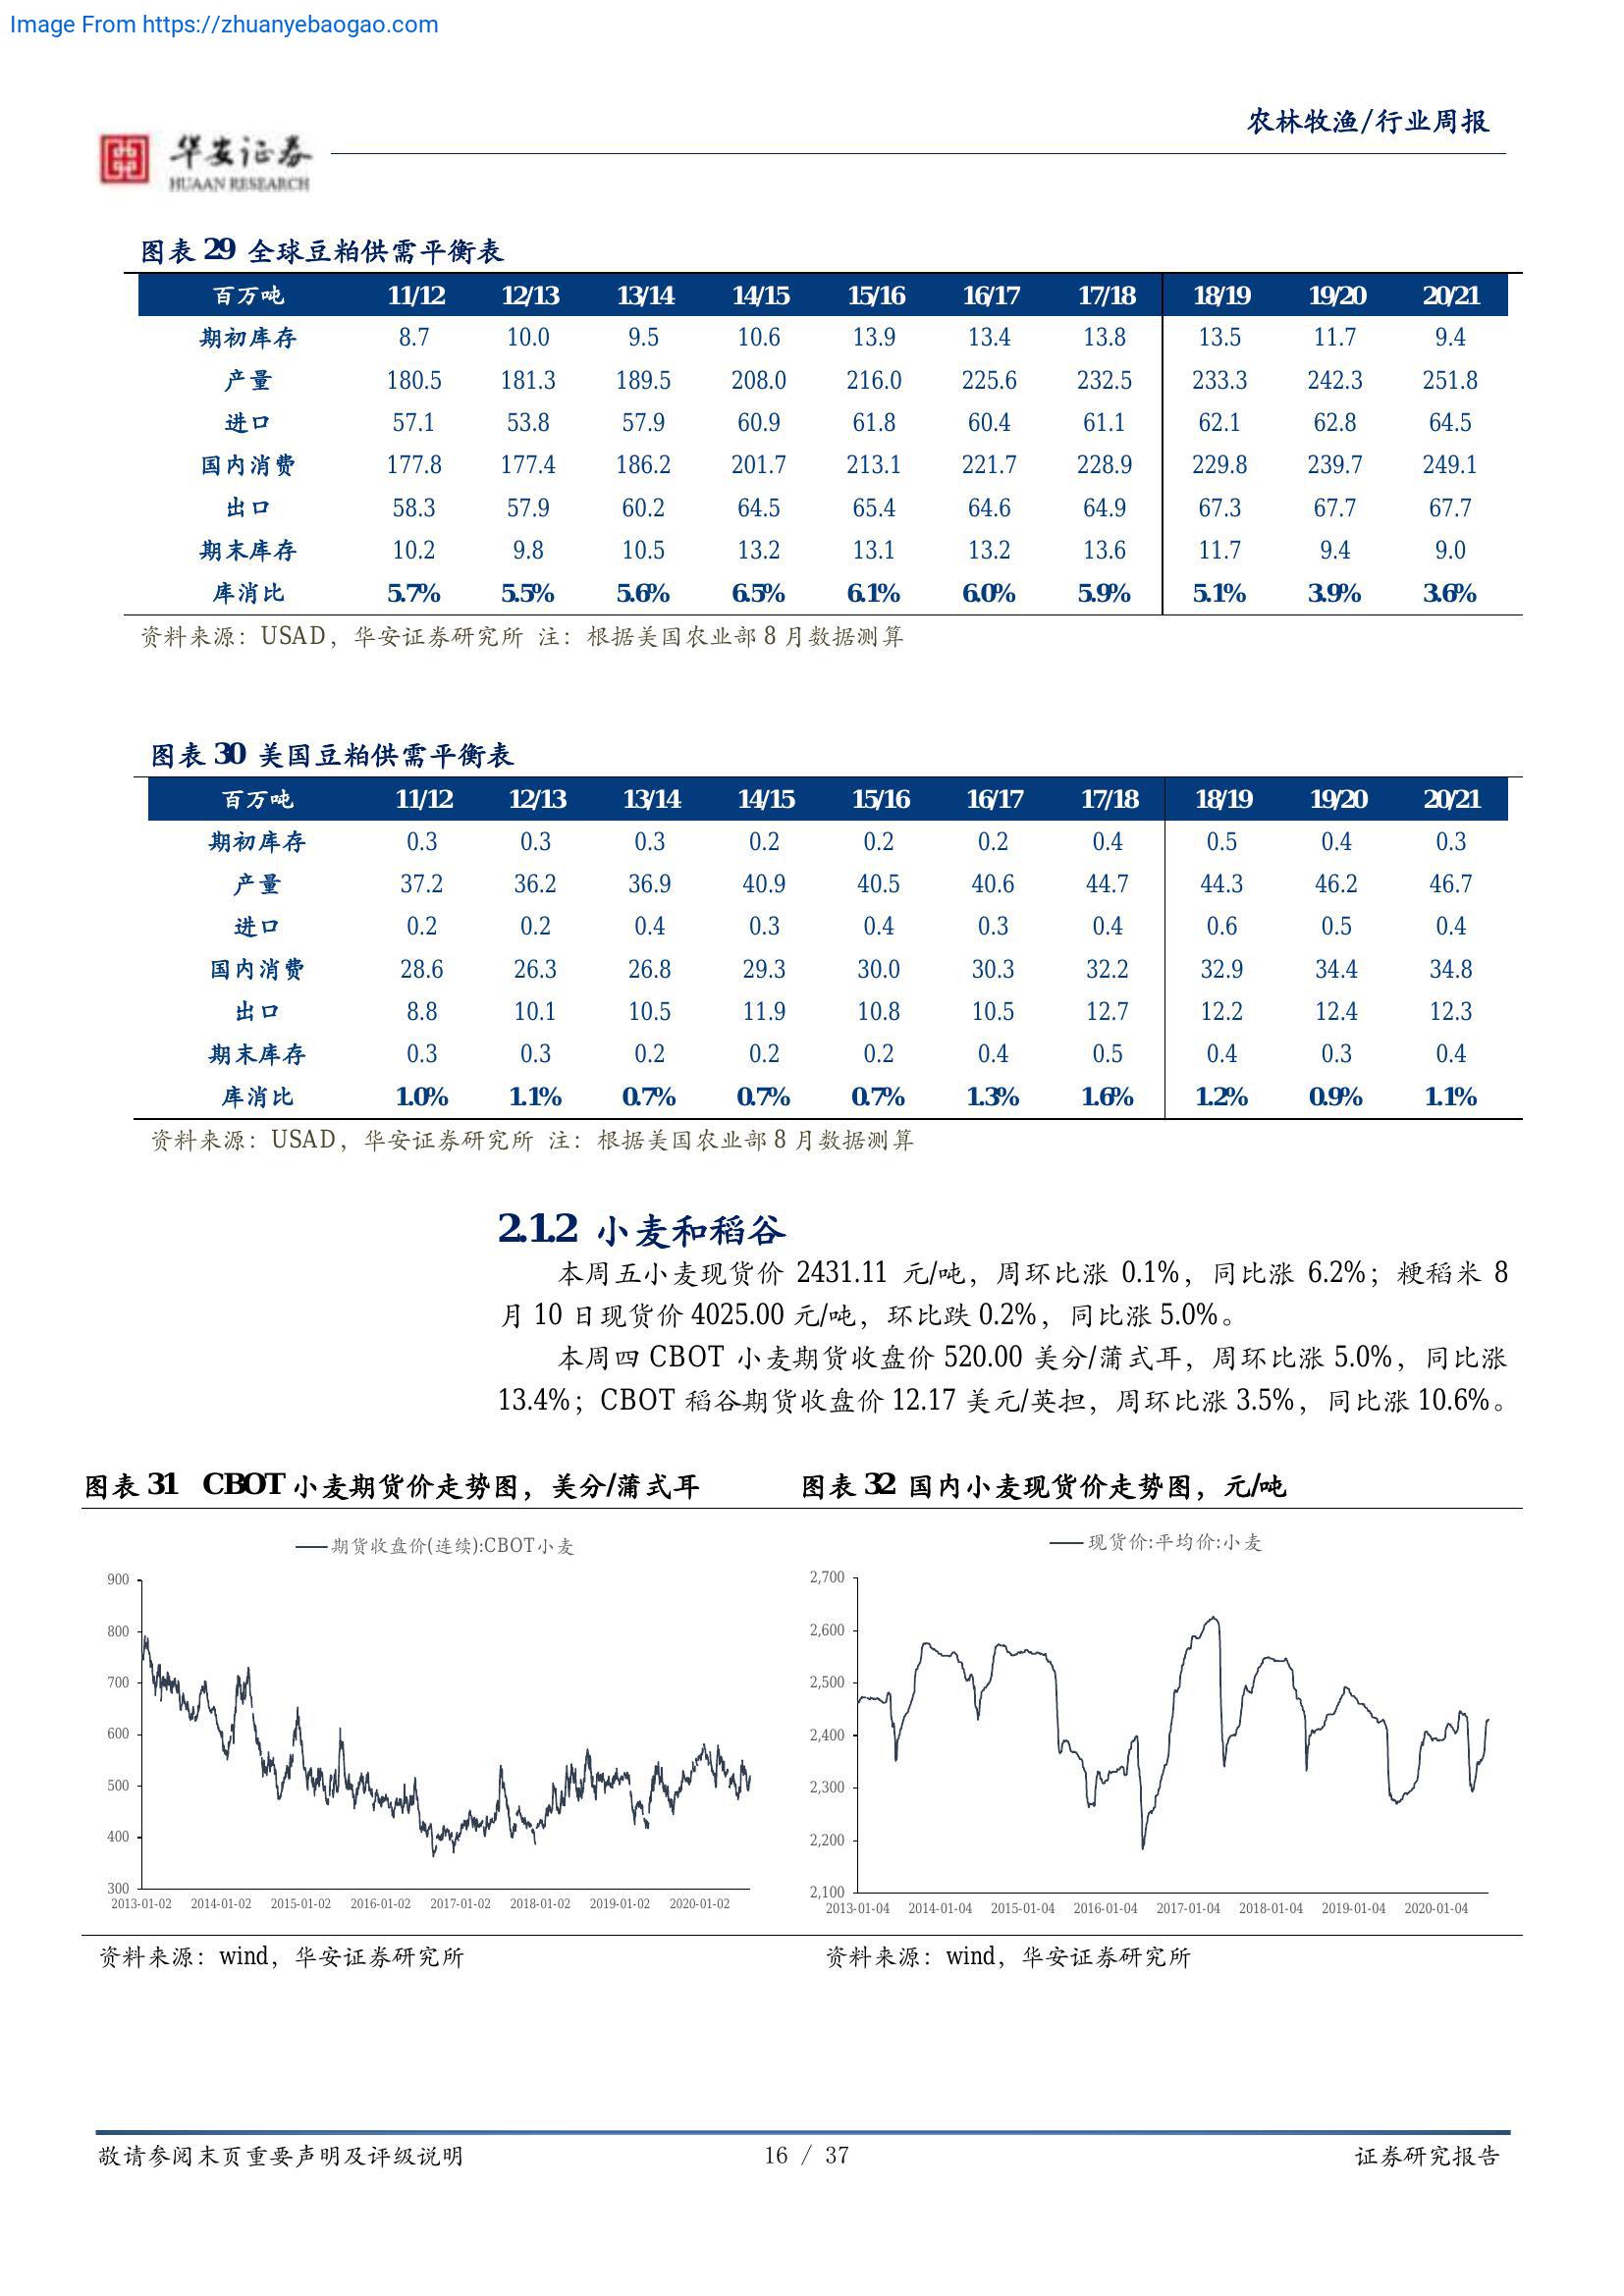 Image From https://zhuanyebaogao.com
农林牧渔/行业周报
华安证券
HUAAN RESEARCH
图表 29 全球豆粕供需平衡表
百万吨 11/12 12/13 13/14 14/15 15/16 16/17 17/18 18/19 19/20 20/21
期初库存 8.7 10.0 9.5 10.6 13.9 13.4 13.8 13.5 11.7 9.4
产量 180.5 181.3 189.5 208.0 216.0 225.6 232.5 233.3 242.3 251.8
进口 57.1 53.8 57.9 60.9 61.8 60.4 61.1 62.1 62.8 64.5
国内消费 177.8 177.4 186.2 201.7 213.1 221.7 228.9 229.8 239.7 249.1
出口 58.3 57.9 60.2 64.5 65.4 64.6 64.9 67.3 67.7 67.7
期末库存 10.2 9.8 10.5 13.2 13.1 13.2 13.6 11.7 9.4 9.0
库消比 5.7% 5.5% 5.6% 6.5% 6.1% 6.0% 5.9% 5.1% 3.9% 3.6%
资料来源：USAD，华安证券研究所 注：根据美国农业部 8 月数据测算
图表 30 美国豆粕供需平衡表
百万吨 11/12 12/13 13/14 14/15 15/16 16/17 17/18 18/19 19/20 20/21
期初库存 0.3 0.3 0.3 0.2 0.2 0.2 0.4 0.5 0.4 0.3
产量 37.2 36.2 36.9 40.9 40.5 40.6 44.7 44.3 46.2 46.7
进口 0.2 0.2 0.4 0.3 0.4 0.3 0.4 0.6 0.5 0.4
国内消费 28.6 26.3 26.8 29.3 30.0 30.3 32.2 32.9 34.4 34.8
出口 8.8 10.1 10.5 11.9 10.8 10.5 12.7 12.2 12.4 12.3
期末库存 0.3 0.3 0.2 0.2 0.2 0.4 0.5 0.4 0.3 0.4
库消比 1.0% 1.1% 0.7% 0.7% 0.7% 1.3% 1.6% 1.2% 0.9% 1.1%
资料来源：USAD，华安证券研究所 注：根据美国农业部 8 月数据测算
2.1.2 小麦和稻谷
本周五小麦现货价 2431.11 元/吨，周环比涨 0.1%，同比涨 6.2%；粳稻米 8
月 10 日现货价 4025.00 元/吨，环比跌 0.2%，同比涨 5.0%。
本周四 CBOT 小麦期货收盘价 520.00 美分/蒲式耳，周环比涨 5.0%，同比涨
13.4%；CBOT 稻谷期货收盘价 12.17 美元/英担，周环比涨 3.5%，同比涨 10.6%。
图表 31 CBOT 小麦期货价走势图，美分/蒲式耳
期货收盘价(连续):CBOT小麦
900
800
700
600
500
400
300
2013-01-02 2014-01-02 2015-01-02 2016-01-02 2017-01-02 2018-01-02 2019-01-02 2020-01-02
资料来源：wind，华安证券研究所
图表 32 国内小麦现货价走势图，元/吨
现货价:平均价:小麦
2,700
2,600
2,500
2,400
2,300
2,200
2,100
2013-01-04 2014-01-04 2015-01-04 2016-01-04 2017-01-04 2018-01-04 2019-01-04 2020-01-04
资料来源：wind，华安证券研究所
敬请参阅末页重要声明及评级说明 16 / 37 证券研究报告